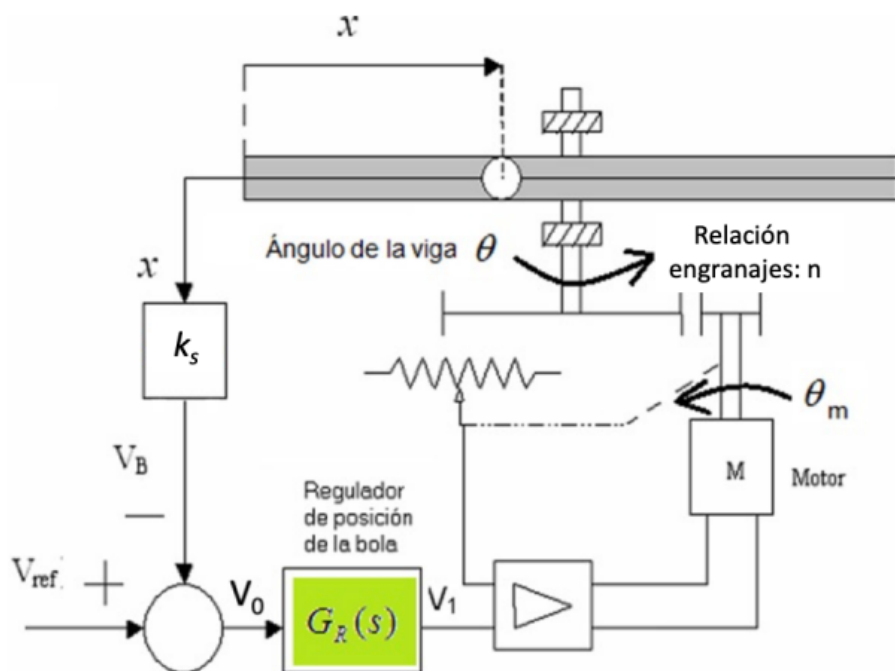 x
Ángulo de la viga θ
Relación
engranajes: n
x
k_s
θ_m
V_B
M
Motor
Regulador
de posición
de la bola
−
V_ref.
+
V_0
G_R(s)
V_1